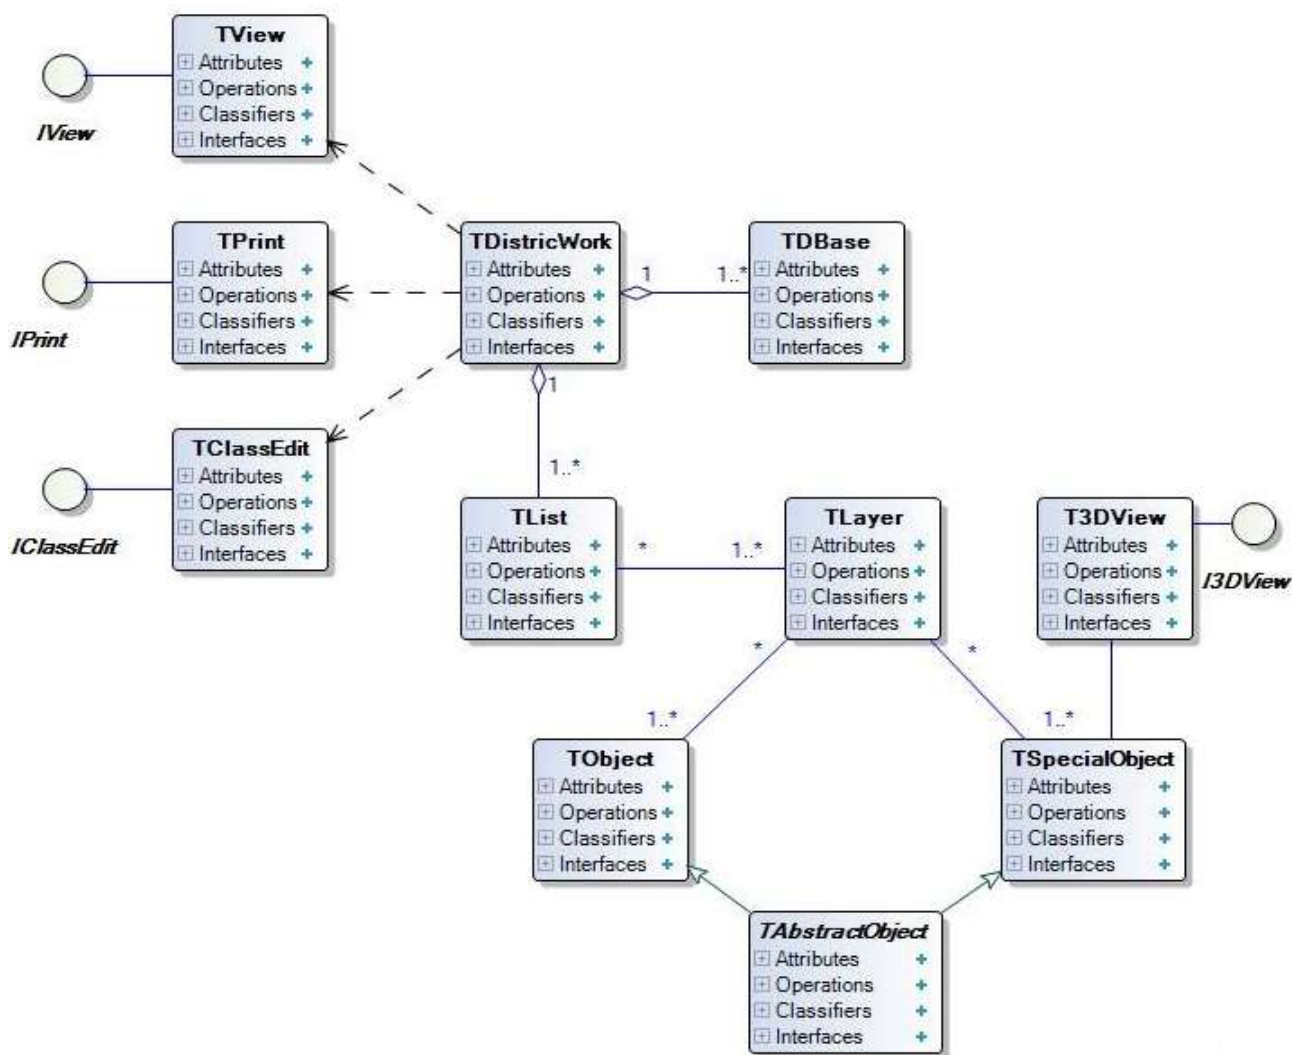 TView
Attributes
Operations
Classifiers
Interfaces
IView
TPrint
Attributes
Operations
Classifiers
Interfaces
IPrint
TDistricWork
Attributes
Operations
Classifiers
Interfaces
1
1..*
TDBase
Attributes
Operations
Classifiers
Interfaces
1
1..*
TClassEdit
Attributes
Operations
Classifiers
Interfaces
IClassEdit
TList
Attributes
Operations
Classifiers
Interfaces
*
1..*
TLayer
Attributes
Operations
Classifiers
Interfaces
T3DView
Attributes
Operations
Classifiers
Interfaces
I3DView
*
1..*
*
1..*
TObject
Attributes
Operations
Classifiers
Interfaces
TSpecialObject
Attributes
Operations
Classifiers
Interfaces
TAbstractObject
Attributes
Operations
Classifiers
Interfaces